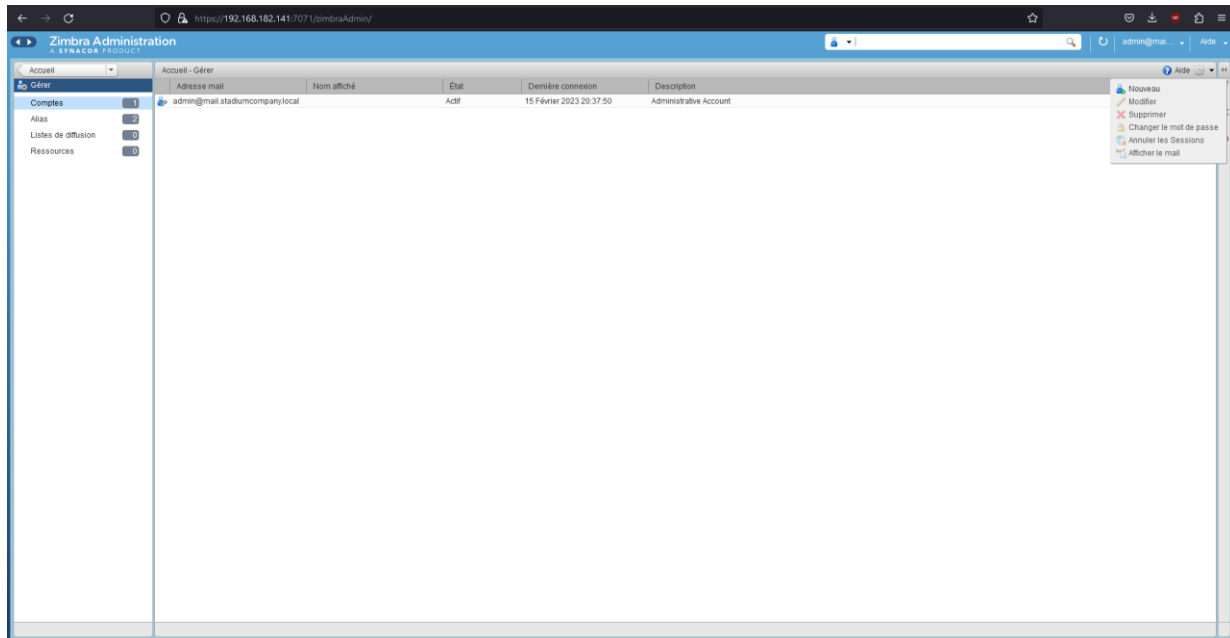 https://192.168.182.141:7071/zimbraAdmin/
Zimbra Administration
A SYNACOR PRODUCT
admin@mai...
Aide
Accueil
Accueil - Gérer
Aide
Gérer
Adresse mail Nom affiché État Dernière connexion Description
Nouveau
Comptes 1
admin@mail.stadiumcompany.local Actif 15 Février 2023 20:37:50 Administrative Account
Modifier
Alias 2
Supprimer
Listes de diffusion 0
Changer le mot de passe
Ressources 0
Annuler les Sessions
Afficher le mail